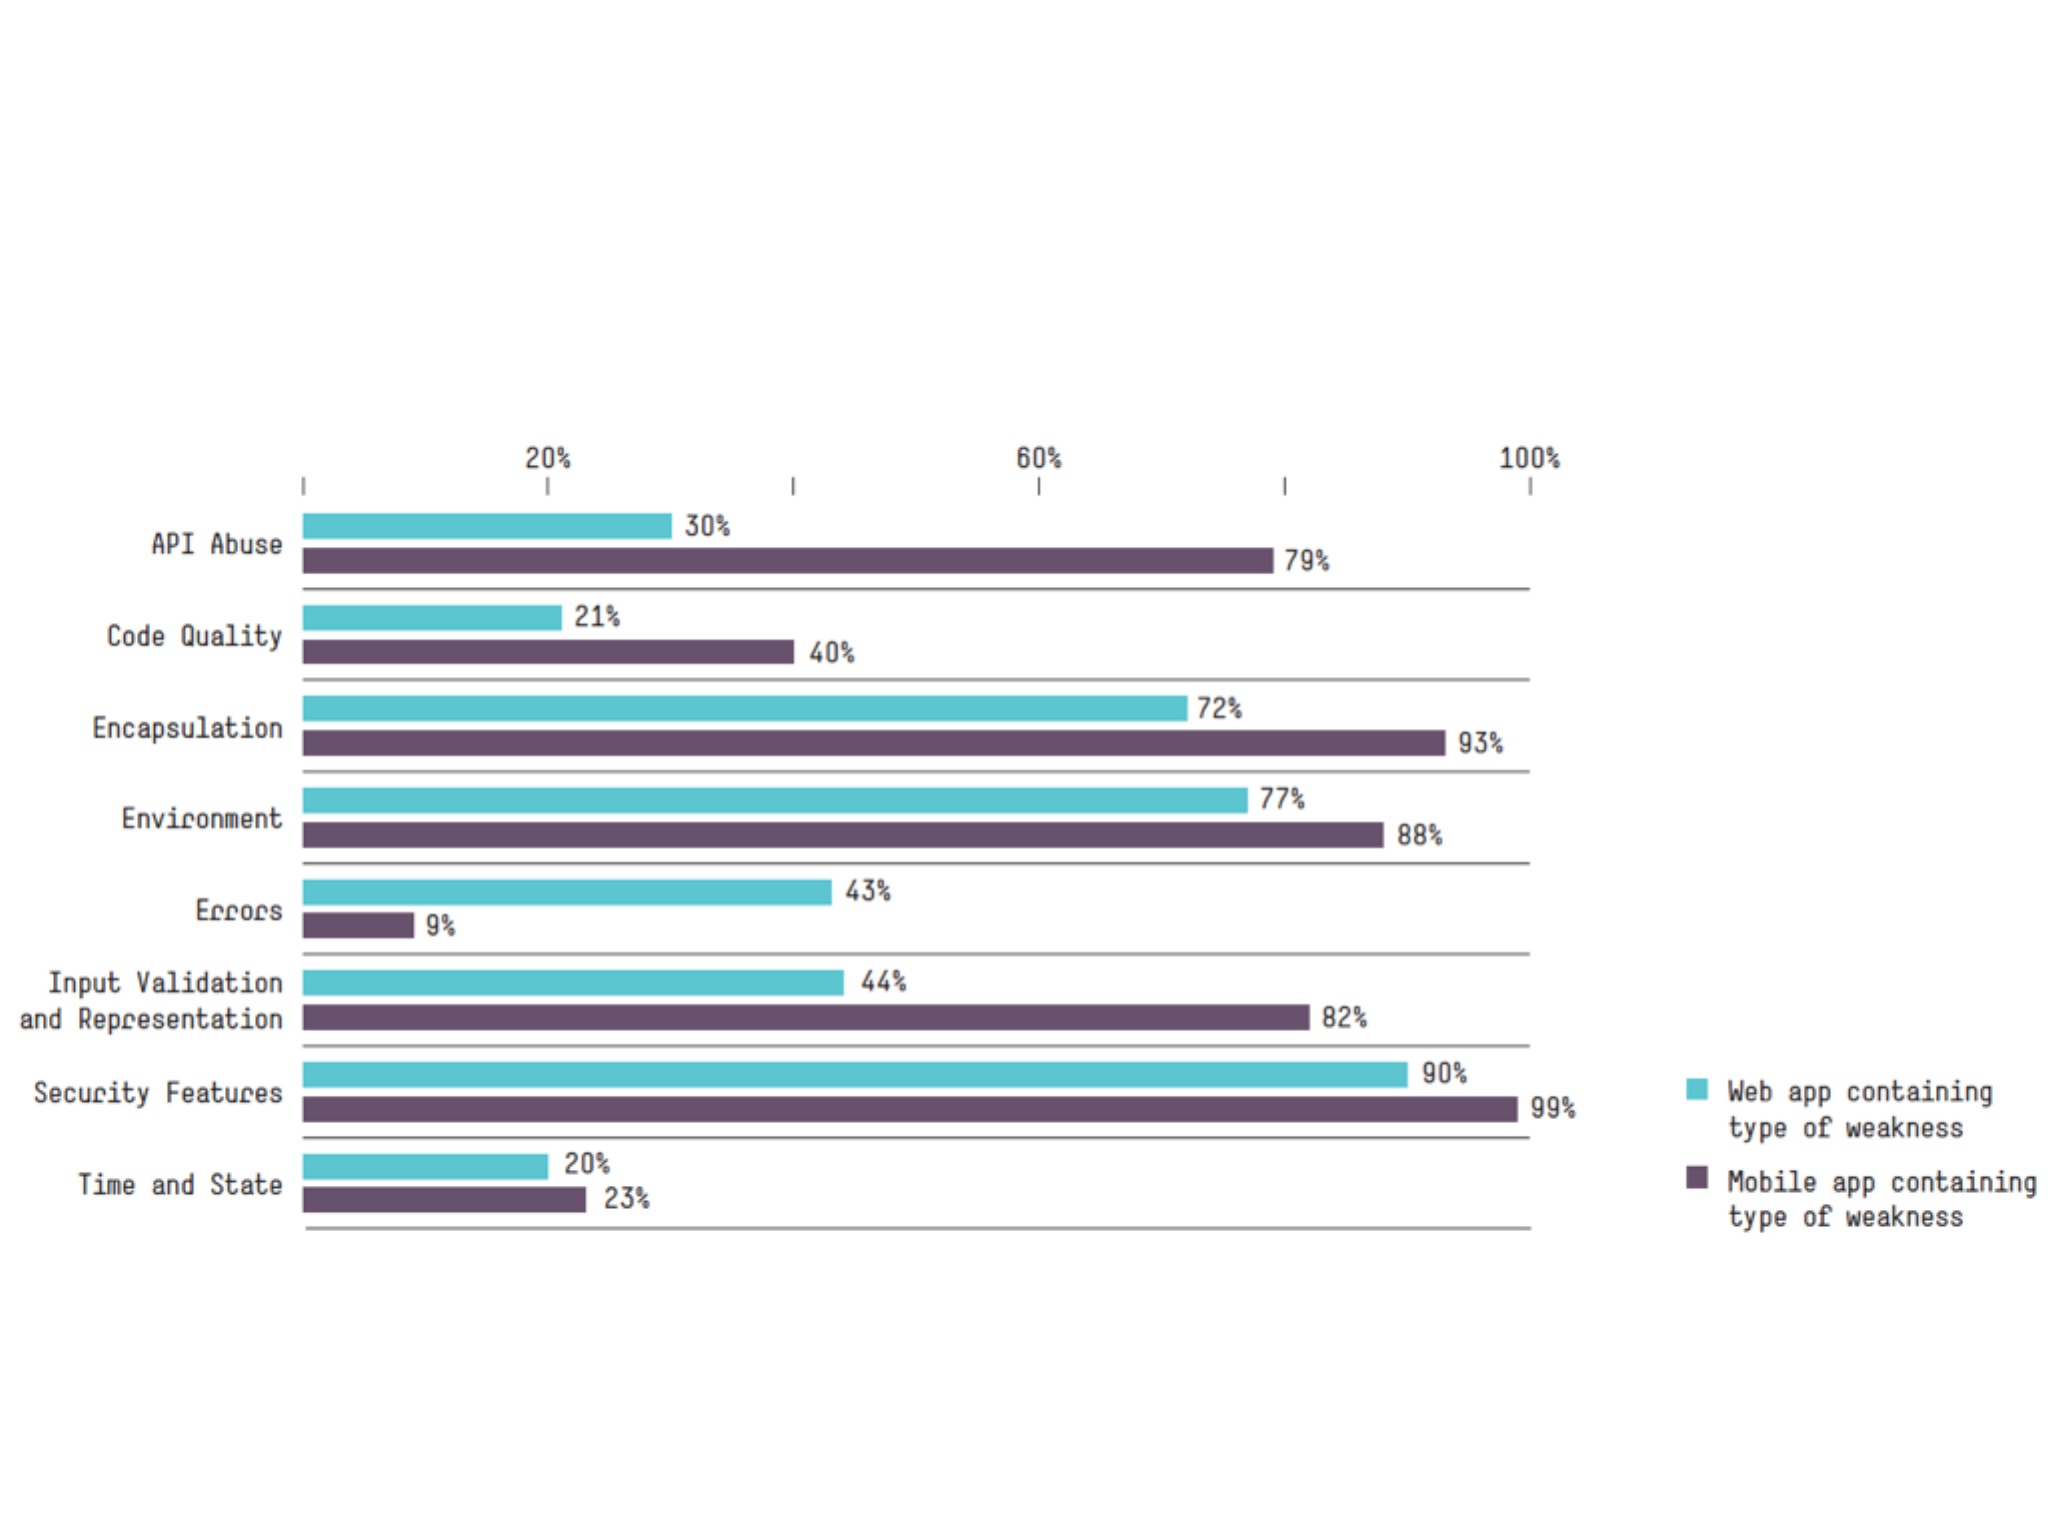 20% 60% 100%
API Abuse
30%
79%
Code Quality
21%
40%
Encapsulation
72%
93%
Environment
77%
88%
Errors
43%
9%
Input Validation
and Representation
44%
82%
Security Features
90%
99%
Time and State
20%
23%
Web app containing
type of weakness
Mobile app containing
type of weakness